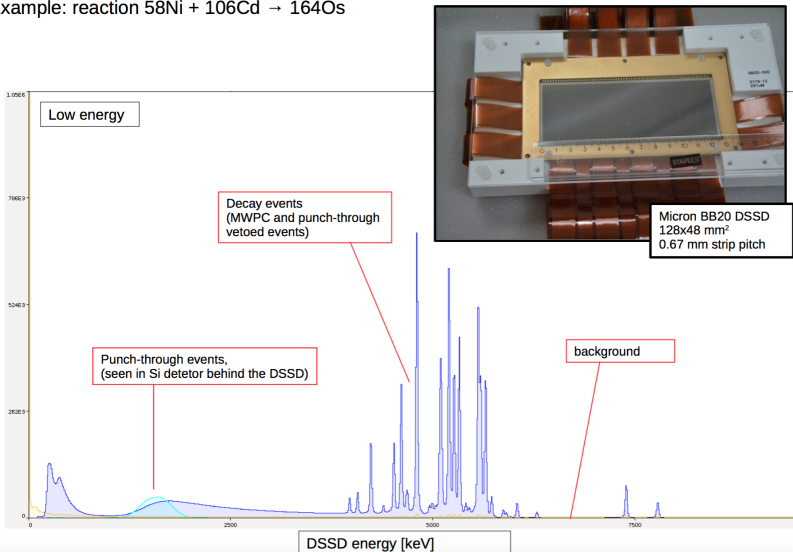 xample: reaction 58Ni + 106Cd → 164Os
Low energy
Decay events
(MWPC and punch-through
vetoed events)
Micron BB20 DSSD
128x48 mm²
0.67 mm strip pitch
Punch-through events,
(seen in Si detetor behind the DSSD)
background
1.05E6
786E3
524E3
262E3
0
0
2500
5000
7500
DSSD energy [keV]